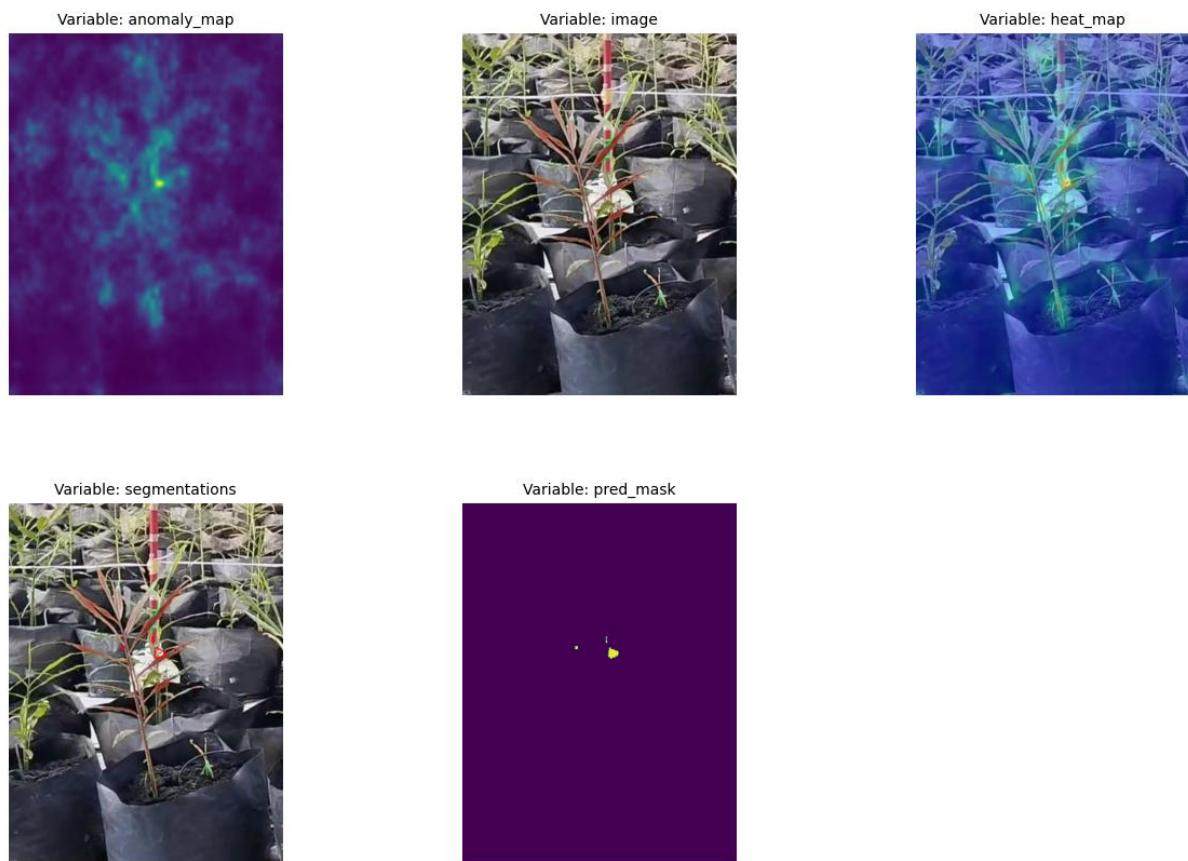 Variable: anomaly_map
Variable: image
Variable: heat_map
Variable: segmentations
Variable: pred_mask